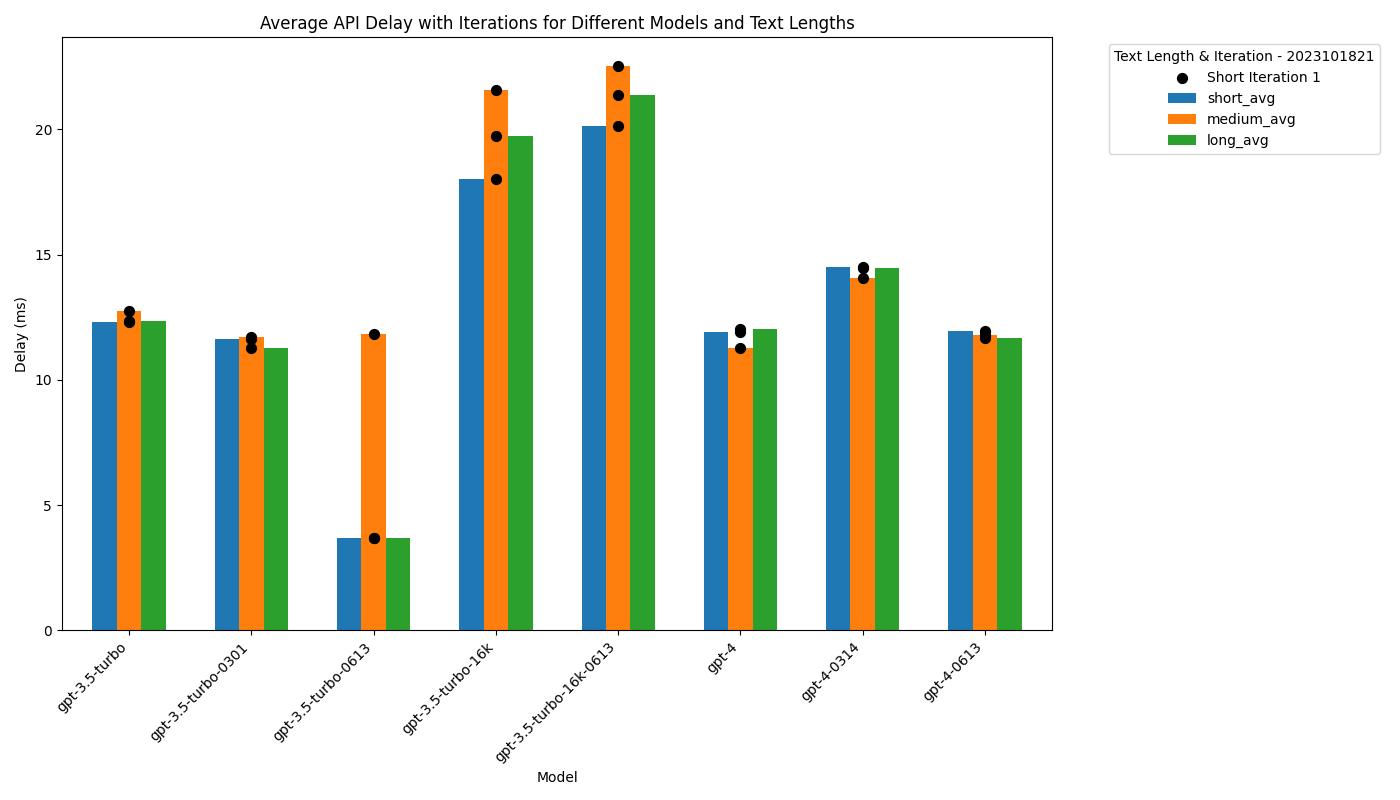 Average API Delay with Iterations for Different Models and Text Lengths
Text Length & Iteration - 2023101821
Short Iteration 1
short_avg
medium_avg
long_avg
Delay (ms)
20
15
10
5
0
gpt-3.5-turbo
gpt-3.5-turbo-0301
gpt-3.5-turbo-0613
gpt-3.5-turbo-16k
gpt-3.5-turbo-16k-0613
gpt-4
gpt-4-0314
gpt-4-0613
Model